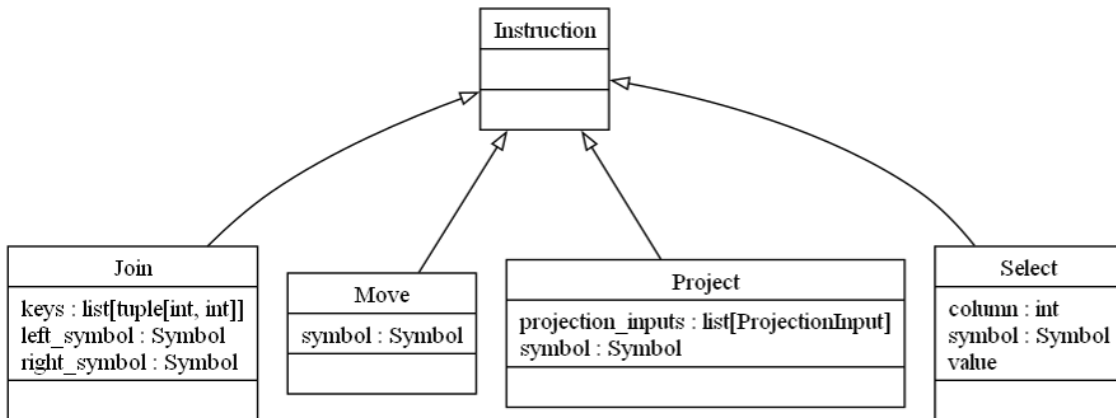 Instruction
Join
keys : list[tuple[int, int]]
left_symbol : Symbol
right_symbol : Symbol
Move
symbol : Symbol
Project
projection_inputs : list[ProjectionInput]
symbol : Symbol
Select
column : int
symbol : Symbol
value